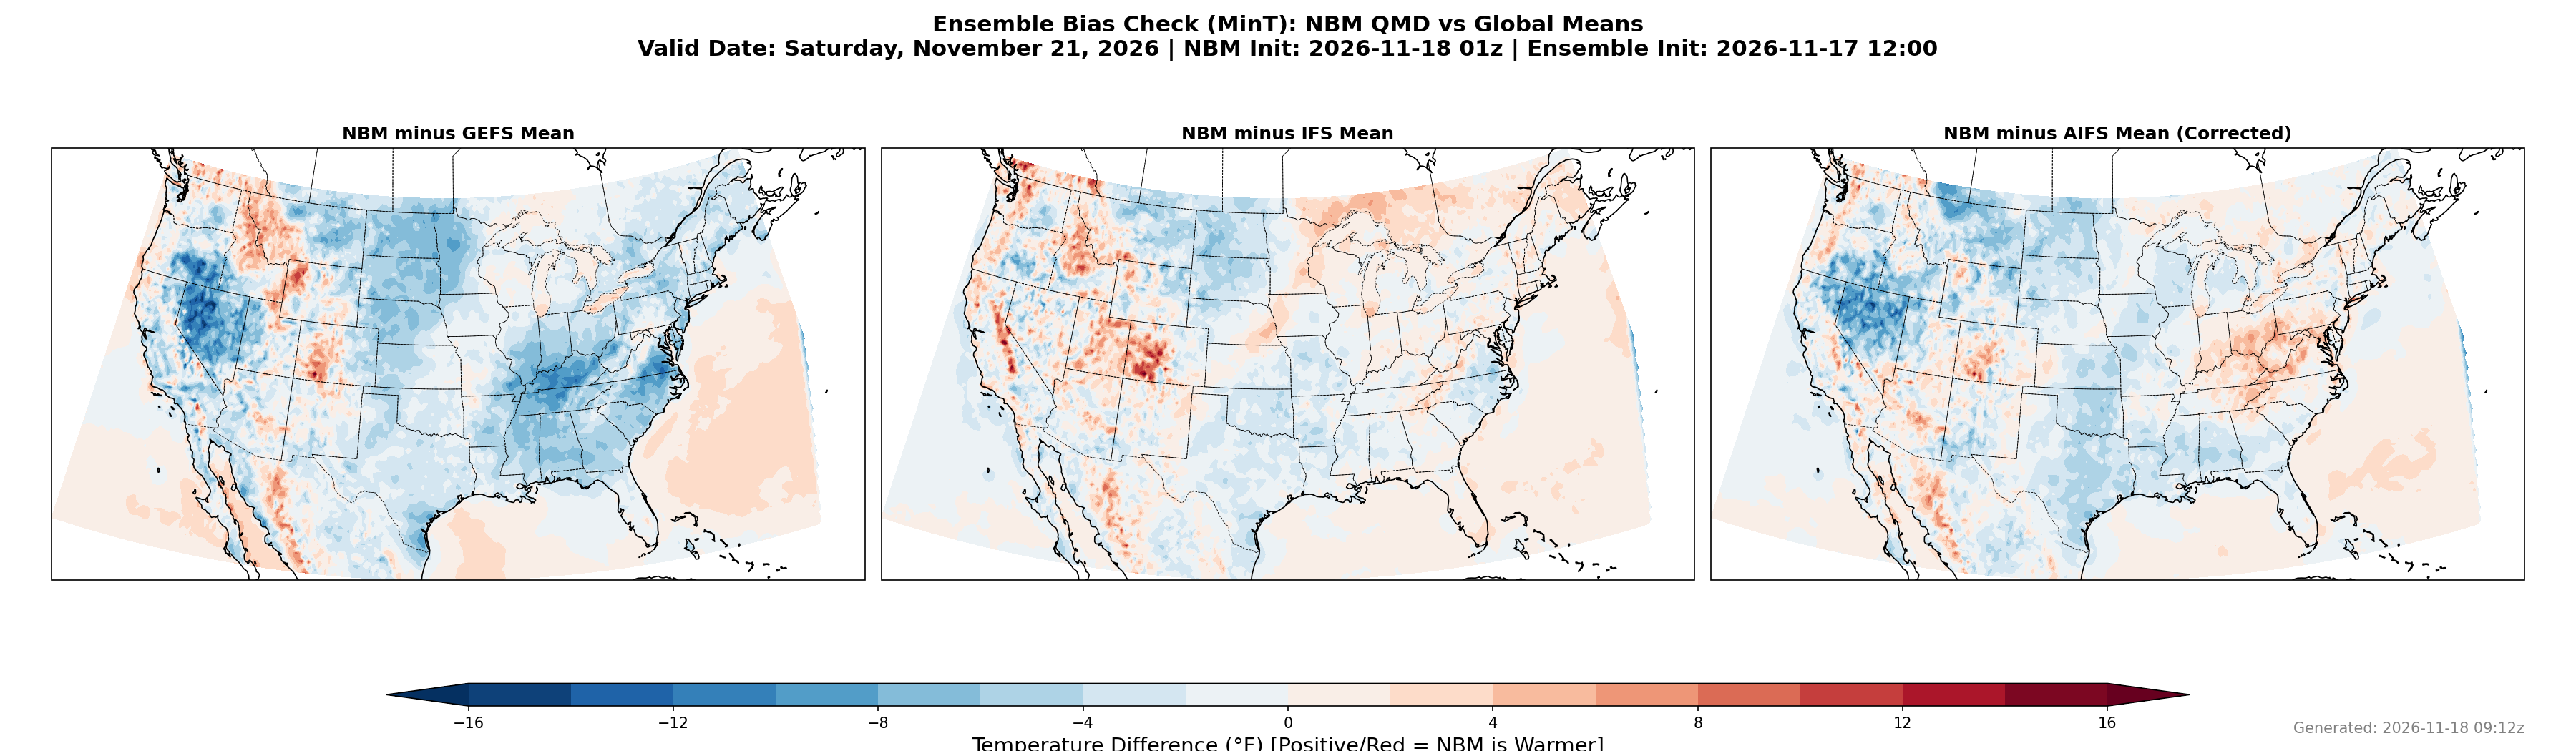 Ensemble Bias Check (MinT): NBM QMD vs Global Means
Valid Date: Saturday, November 21, 2026 | NBM Init: 2026-11-18 01z | Ensemble Init: 2026-11-17 12:00
NBM minus GEFS Mean
NBM minus IFS Mean
NBM minus AIFS Mean (Corrected)
−16
−12
−8
−4
0
4
8
12
16
Generated: 2026-11-18 09:12z
Temperature Difference (°F) [Positive/Red = NBM is Warmer]